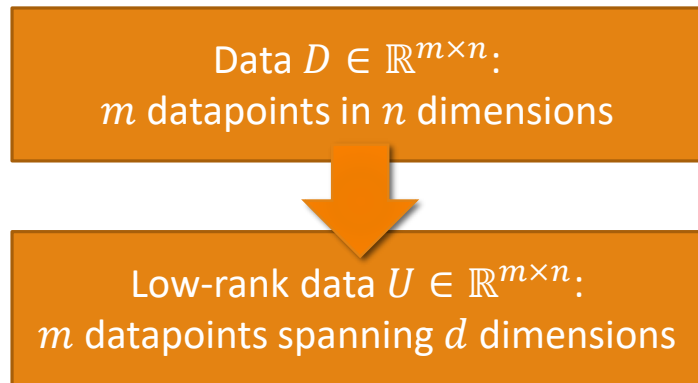 Data 𝐷 ∈ ℝ^{𝑚×𝑛}:
𝑚 datapoints in 𝑛 dimensions
Low-rank data 𝑈 ∈ ℝ^{𝑚×𝑛}:
𝑚 datapoints spanning 𝑑 dimensions